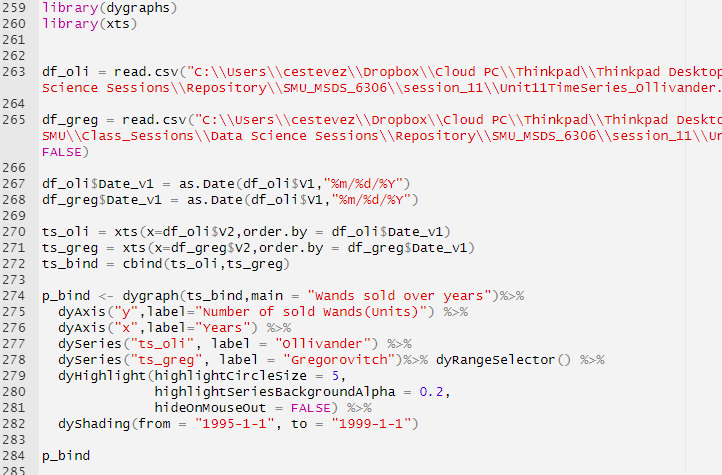 259 library(dygraphs)
260 library(xts)
261
262
263 df_oli = read.csv("C:\\Users\\cestevez\\Dropbox\\Cloud PC\\Thinkpad\\Thinkpad Desktop
Science Sessions\\Repository\\SMU_MSDS_6306\\session_11\\Unit11TimeSeries_Ollivander.
264
265 df_greg = read.csv("C:\\Users\\cestevez\\Dropbox\\Cloud PC\\Thinkpad\\Thinkpad Deskto
SMU\\Class_Sessions\\Data Science Sessions\\Repository\\SMU_MSDS_6306\\session_11\\Un
FALSE)
266
267 df_oli$Date_v1 = as.Date(df_oli$V1,"%m/%d/%Y")
268 df_greg$Date_v1 = as.Date(df_oli$V1,"%m/%d/%Y")
269
270 ts_oli = xts(x=df_oli$V2,order.by = df_oli$Date_v1)
271 ts_greg = xts(x=df_greg$V2,order.by = df_greg$Date_v1)
272 ts_bind = cbind(ts_oli,ts_greg)
273
274 p_bind <- dygraph(ts_bind,main = "Wands sold over years")%>%
275 dyAxis("y",label="Number of sold Wands(Units)") %>%
276 dyAxis("x",label="Years") %>%
277 dySeries("ts_oli", label = "Ollivander") %>%
278 dySeries("ts_greg", label = "Gregorovitch")%>% dyRangeSelector() %>%
279 dyHighlight(highlightCircleSize = 5,
280 highlightSeriesBackgroundAlpha = 0.2,
281 hideOnMouseOut = FALSE) %>%
282 dyShading(from = "1995-1-1", to = "1999-1-1")
283
284 p_bind
285